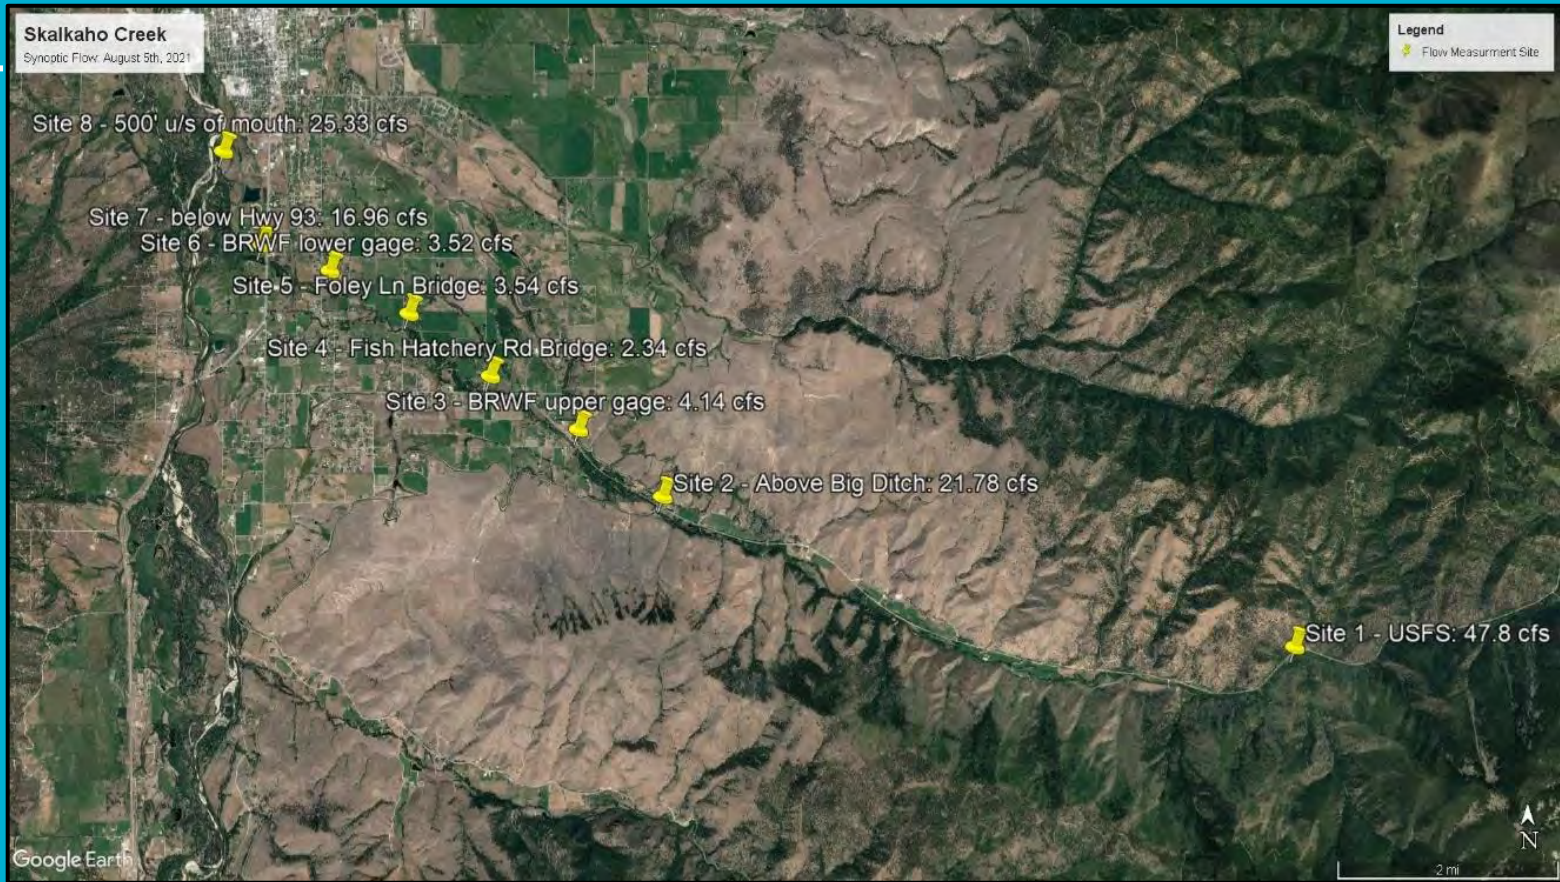 Skalkaho Creek
Synoptic Flow: August 5th, 2021
Legend
Flow Measurment Site
Site 8 - 500' u/s of mouth: 25.33 cfs
Site 7 - below Hwy 93: 16.96 cfs
Site 6 - BRWF lower gage: 3.52 cfs
Site 5 - Foley Ln Bridge: 3.54 cfs
Site 4 - Fish Hatchery Rd Bridge: 2.34 cfs
Site 3 - BRWF upper gage: 4.14 cfs
Site 2 - Above Big Ditch: 21.78 cfs
Site 1 - USFS: 47.8 cfs
N
Google Earth
2 mi